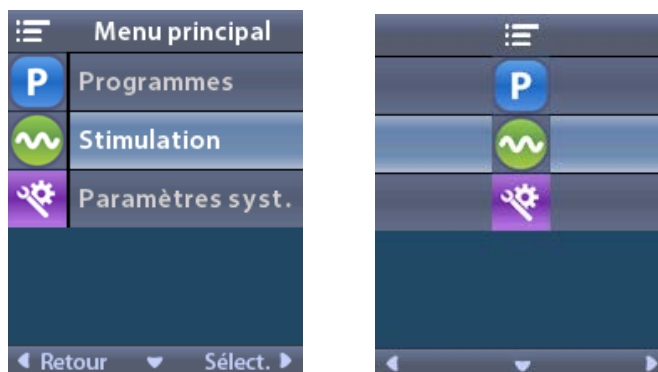 Menu principal
P
Programmes
Stimulation
Paramètres syst.
Retour
Sélect.
P